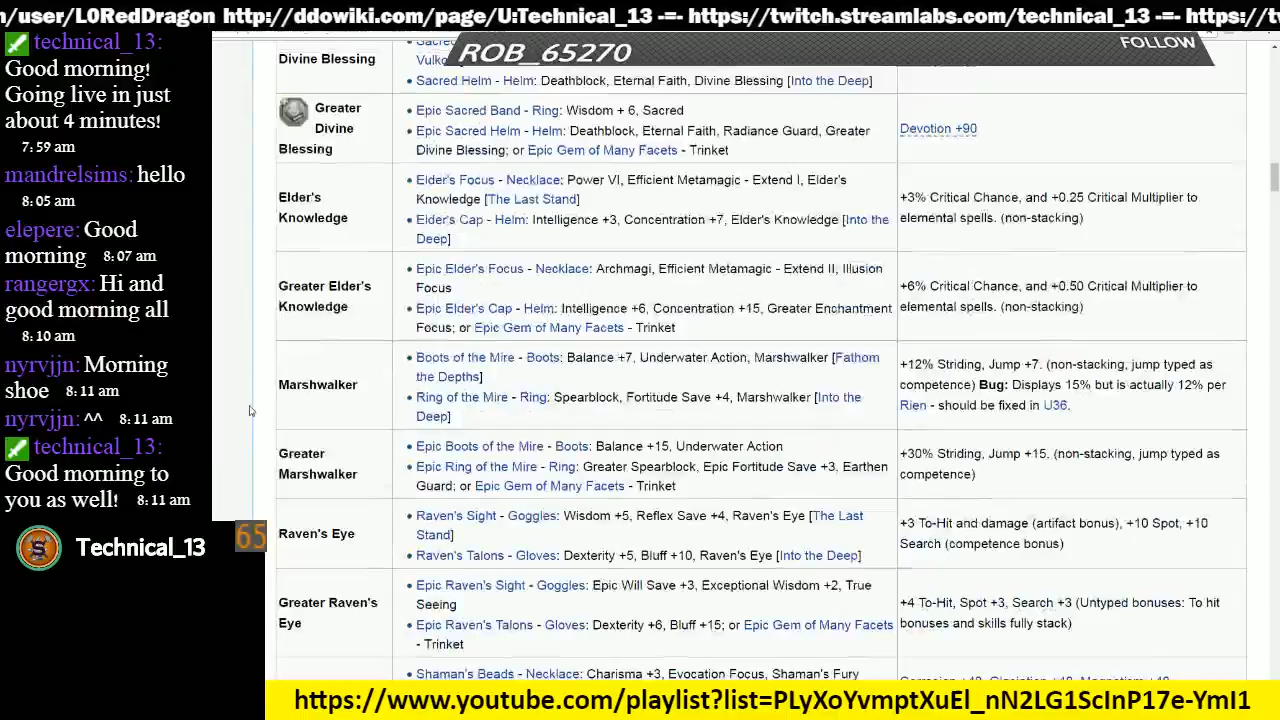 n/user/L0RedDragon http://ddowiki.com/page/U:Technical_13 -=- https://twitch.streamlabs.com/technical_13 -=- https://t
ROB_65270
FOLLOW
technical_13:
Good morning!
Going live in just
about 4 minutes!
7:59 am
mandrelsims: hello
8:05 am
elepere: Good
morning 8:07 am
rangergx: Hi and
good morning all
8:10 am
nyrvjjn: Morning
shoe 8:11 am
nyrvjjn: ^^ 8:11 am
technical_13:
Good morning to
you as well! 8:11 am
Technical_13
65
Divine Blessing
• Sacred Helm - Helm: Deathblock, Eternal Faith, Divine Blessing [Into the Deep]
Greater
Divine
Blessing
• Epic Sacred Band - Ring: Wisdom + 6, Sacred
• Epic Sacred Helm - Helm: Deathblock, Eternal Faith, Radiance Guard, Greater
Divine Blessing; or Epic Gem of Many Facets - Trinket
Devotion +90
Elder's
Knowledge
• Elder's Focus - Necklace: Power VI, Efficient Metamagic - Extend I, Elder's
Knowledge [The Last Stand]
• Elder's Cap - Helm: Intelligence +3, Concentration +7, Elder's Knowledge [Into the
Deep]
+3% Critical Chance, and +0.25 Critical Multiplier to
elemental spells. (non-stacking)
Greater Elder's
Knowledge
• Epic Elder's Focus - Necklace: Archmagi, Efficient Metamagic - Extend II, Illusion
Focus
• Epic Elder's Cap - Helm: Intelligence +6, Concentration +15, Greater Enchantment
Focus; or Epic Gem of Many Facets - Trinket
+6% Critical Chance, and +0.50 Critical Multiplier to
elemental spells. (non-stacking)
Marshwalker
• Boots of the Mire - Boots: Balance +7, Underwater Action, Marshwalker [Fathom
the Depths]
• Ring of the Mire - Ring: Spearblock, Fortitude Save +4, Marshwalker [Into the
Deep]
+12% Striding, Jump +7. (non-stacking, jump typed as
competence) Bug: Displays 15% but is actually 12% per
Rien - should be fixed in U36.
Greater
Marshwalker
• Epic Boots of the Mire - Boots: Balance +15, Underwater Action
• Epic Ring of the Mire - Ring: Greater Spearblock, Epic Fortitude Save +3, Earthen
Guard; or Epic Gem of Many Facets - Trinket
+30% Striding, Jump +15. (non-stacking, jump typed as
competence)
Raven's Eye
• Raven's Sight - Goggles: Wisdom +5, Reflex Save +4, Raven's Eye [The Last
Stand]
• Raven's Talons - Gloves: Dexterity +5, Bluff +10, Raven's Eye [Into the Deep]
+3 To-Hit and damage (artifact bonus), +10 Spot, +10
Search (competence bonus)
Greater Raven's
Eye
• Epic Raven's Sight - Goggles: Epic Will Save +3, Exceptional Wisdom +2, True
Seeing
• Epic Raven's Talons - Gloves: Dexterity +6, Bluff +15; or Epic Gem of Many Facets
- Trinket
+4 To-Hit, Spot +3, Search +3 (Untyped bonuses: To hit
bonuses and skills fully stack)
• Shaman's Beads - Necklace: Charisma +3, Evocation Focus, Shaman's Fury
https://www.youtube.com/playlist?list=PLyXoYvmptXuEl_nN2LG1ScInP17e-YmI1